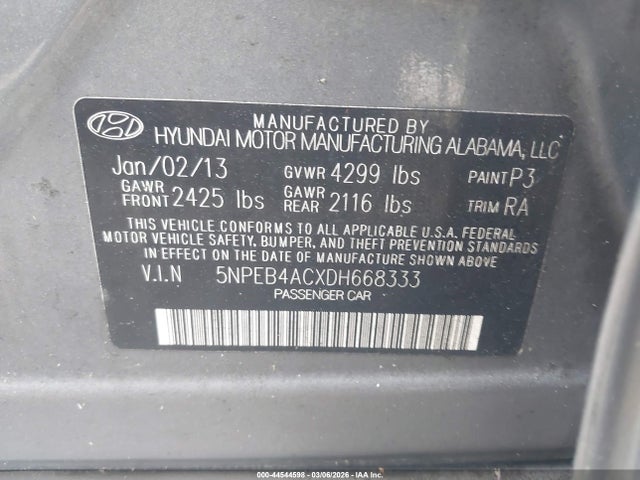 MANUFACTURED BY
HYUNDAI MOTOR MANUFACTURING ALABAMA, LLC
Jan/02/13 GVWR 4299 lbs PAINT P3
GAWR FRONT 2425 lbs GAWR REAR 2116 lbs TRIM RA
THIS VEHICLE CONFORMS TO ALL APPLICABLE U.S.A. FEDERAL
MOTOR VEHICLE SAFETY, BUMPER, AND THEFT PREVENTION STANDARDS
IN EFFECT ON THE DATE OF MANUFACTURE SHOWN ABOVE
V.I.N 5NPEB4ACXDH668333
PASSENGER CAR
000-44544598 - 03/06/2026 - IAA Inc.